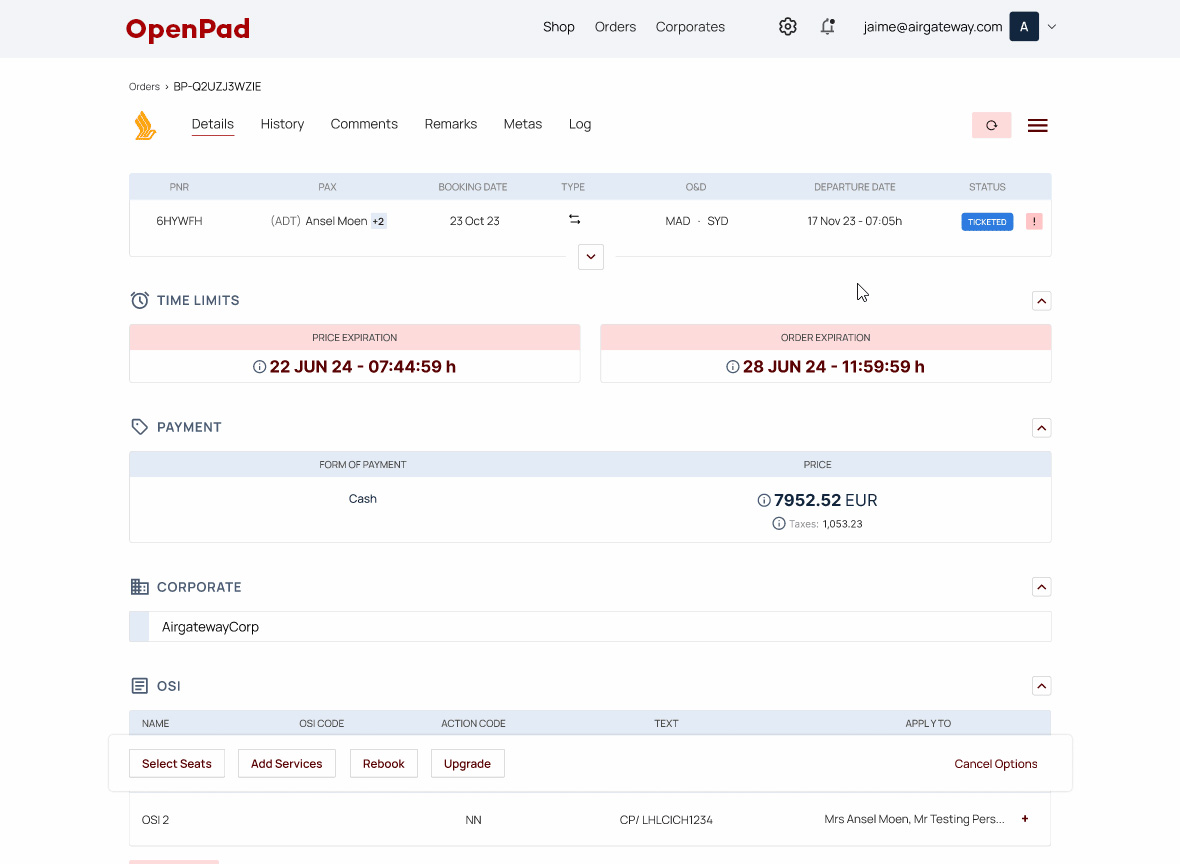 OpenPad
Shop Orders Corporates
jaime@airgateway.com A
Orders › BP-Q2UZJ3WZIE
Details History Comments Remarks Metas Log
PNR PAX BOOKING DATE TYPE O&D DEPARTURE DATE STATUS
6HYWFH (ADT) Ansel Moen +2 23 Oct 23 MAD · SYD 17 Nov 23 - 07:05h TICKETED !
TIME LIMITS
PRICE EXPIRATION ORDER EXPIRATION
22 JUN 24 - 07:44:59 h 28 JUN 24 - 11:59:59 h
PAYMENT
FORM OF PAYMENT PRICE
Cash 7952.52 EUR
Taxes: 1,053.23
CORPORATE
AirgatewayCorp
OSI
NAME OSI CODE ACTION CODE TEXT APPLY TO
Select Seats Add Services Rebook Upgrade Cancel Options
OSI 2 NN CP/ LHLCICH1234 Mrs Ansel Moen, Mr Testing Pers... +